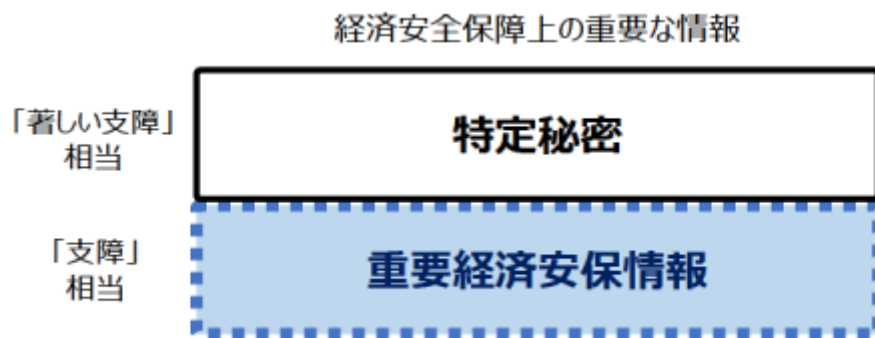 経済安全保障上の重要な情報
「著しい支障」
相当
特定秘密
「支障」
相当
重要経済安保情報